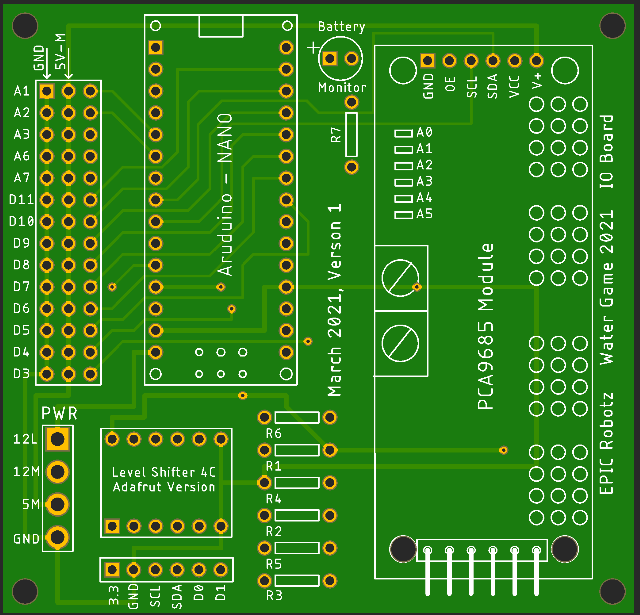 Battery
Monitor
GND
5V-M
A1
A2
A3
A6
A7
D11
D10
D9
D8
D7
D6
D5
D4
D3
Aruduino - NANO
R7
March 2021, Verson 1
GND
OE
SCL
SDA
VCC
V+
A0
A1
A2
A3
A4
A5
PCA9685 Module
EPIC Robotz   Water Game 2021   IO Board
PWR
12L
12M
5M
GND
Level Shifter 4C
Adafrut Version
3.3
GND
SCL
SDA
D0
D1
R6
R1
R4
R2
R5
R3